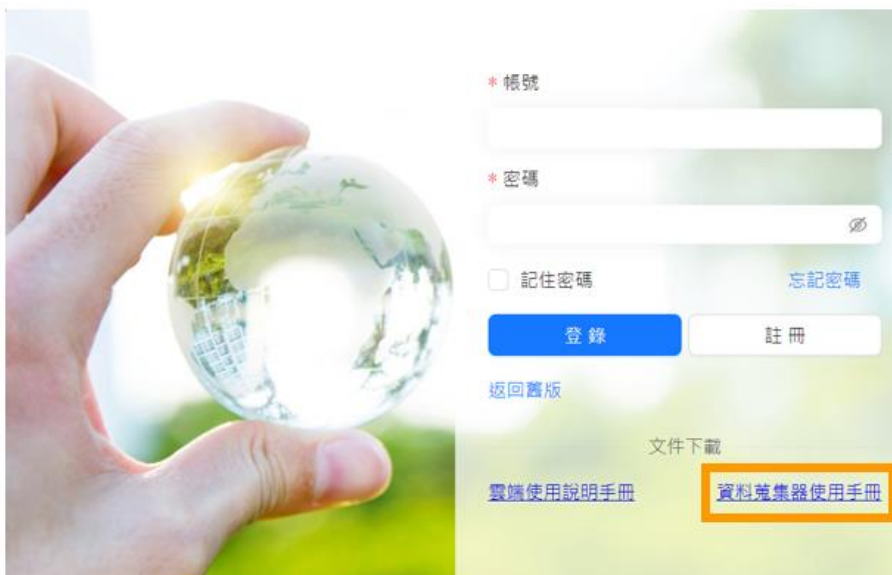 * 帳號
* 密碼
記住密碼 忘記密碼
登錄 註冊
返回舊版
文件下載
雲端使用說明手冊 資料蒐集器使用手冊